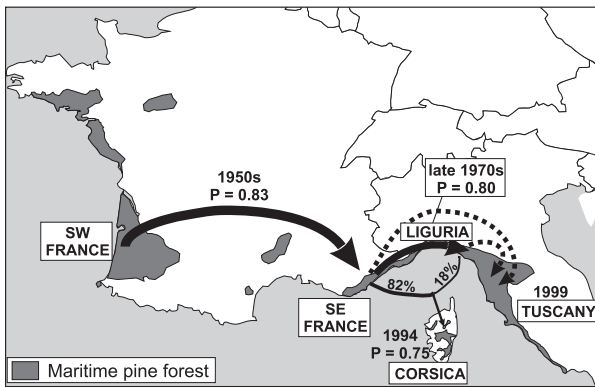 1950s
P = 0.83
late 1970s
P = 0.80
LIGURIA
SW
FRANCE
82%
18%
SE
FRANCE
1999
TUSCANY
1994
P = 0.75
CORSICA
Maritime pine forest